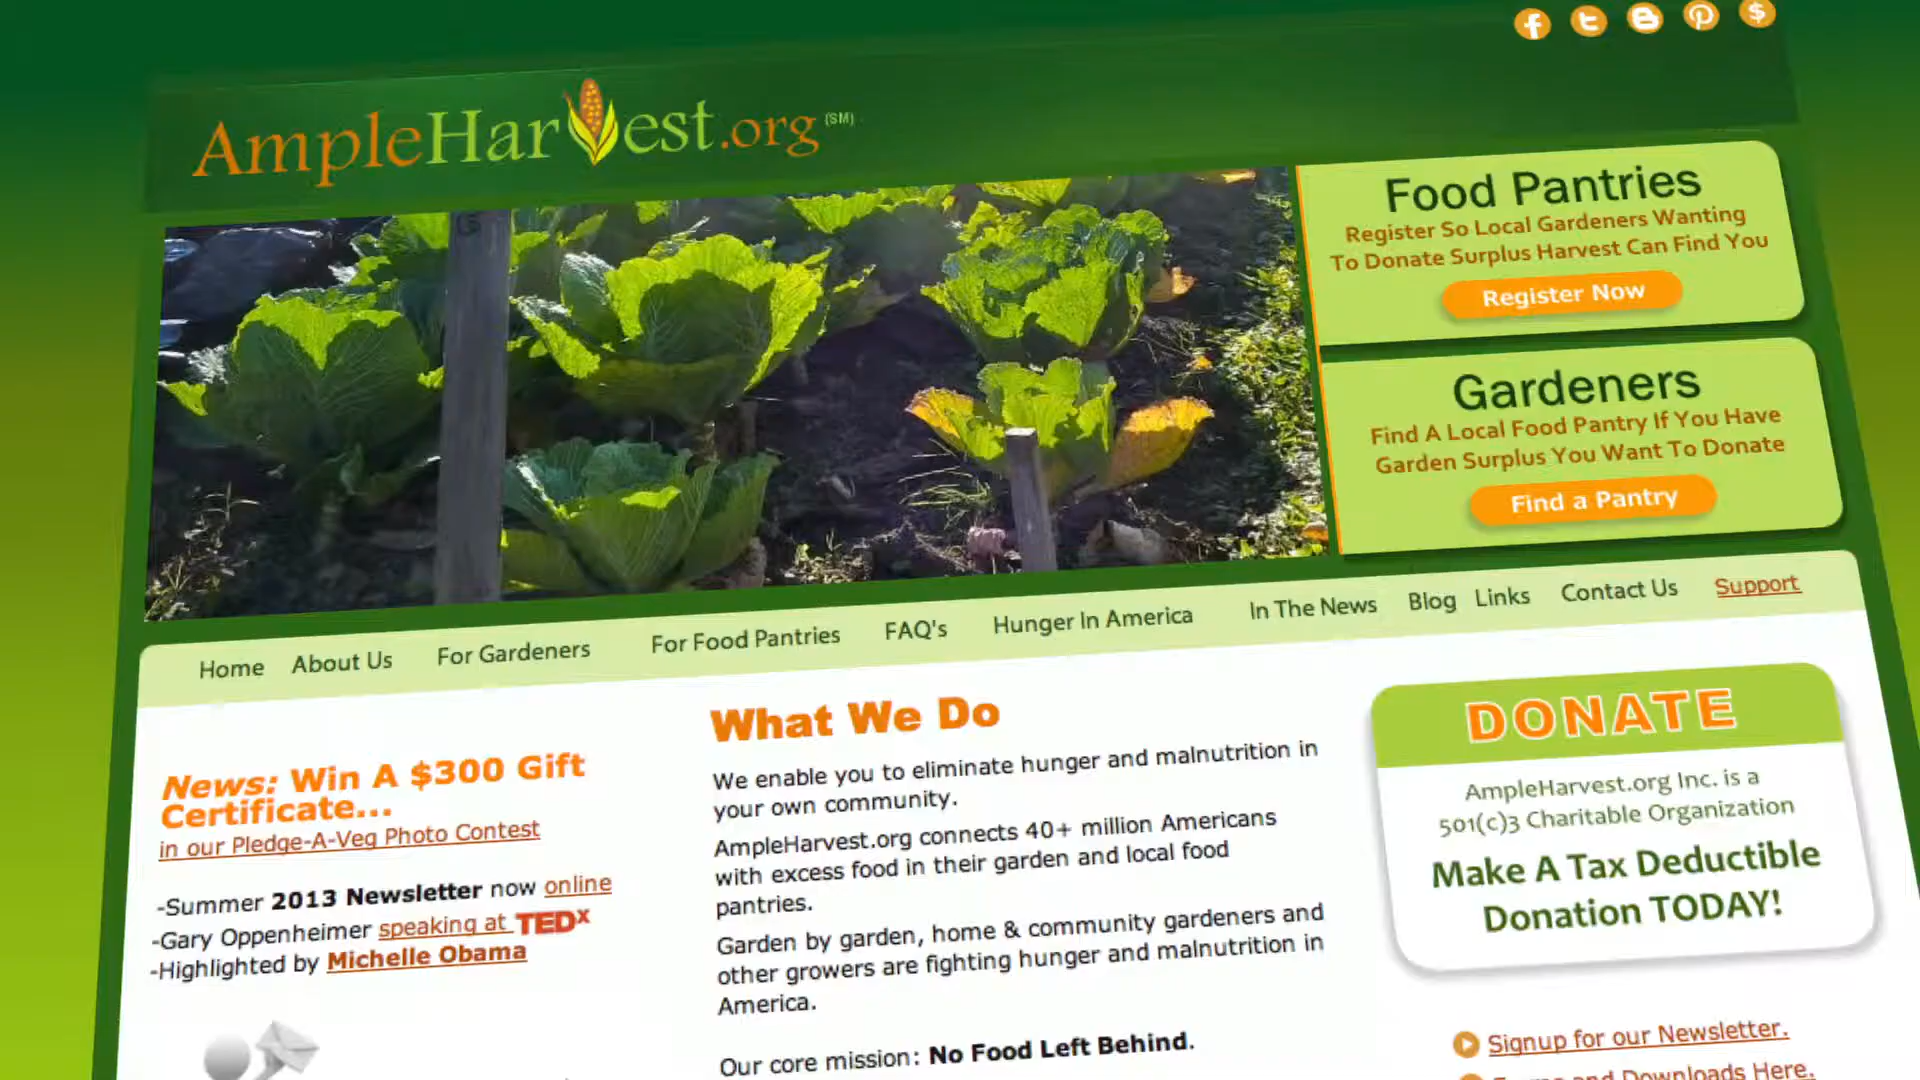 AmpleHarvest.org (SM)
Food Pantries
Register So Local Gardeners Wanting
To Donate Surplus Harvest Can Find You
Register Now
Gardeners
Find A Local Food Pantry If You Have
Garden Surplus You Want To Donate
Find a Pantry
Home About Us For Gardeners For Food Pantries FAQ's Hunger In America In The News Blog Links Contact Us Support
News: Win A $300 Gift
Certificate...
in our Pledge-A-Veg Photo Contest
-Summer 2013 Newsletter now online
-Gary Oppenheimer speaking at TEDx
-Highlighted by Michelle Obama
What We Do
We enable you to eliminate hunger and malnutrition in
your own community.
AmpleHarvest.org connects 40+ million Americans
with excess food in their garden and local food
pantries.
Garden by garden, home & community gardeners and
other growers are fighting hunger and malnutrition in
America.
Our core mission: No Food Left Behind.
DONATE
AmpleHarvest.org Inc. is a
501(c)3 Charitable Organization
Make A Tax Deductible
Donation TODAY!
Signup for our Newsletter.
and Downloads Here.